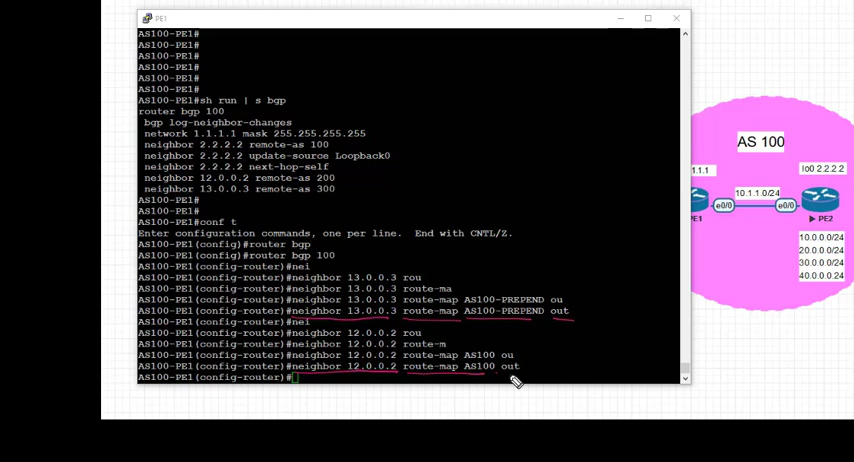 PE1
AS100-PE1#
AS100-PE1#
AS100-PE1#
AS100-PE1#
AS100-PE1#
AS100-PE1#
AS100-PE1#sh run | s bgp
router bgp 100
bgp log-neighbor-changes
network 1.1.1.1 mask 255.255.255.255
neighbor 2.2.2.2 remote-as 100
neighbor 2.2.2.2 update-source Loopback0
neighbor 2.2.2.2 next-hop-self
neighbor 12.0.0.2 remote-as 200
neighbor 13.0.0.3 remote-as 300
AS100-PE1#
AS100-PE1#
AS100-PE1#conf t
Enter configuration commands, one per line.  End with CNTL/Z.
AS100-PE1(config)#router bgp
AS100-PE1(config)#router bgp 100
AS100-PE1(config-router)#nei
AS100-PE1(config-router)#neighbor 13.0.0.3 rou
AS100-PE1(config-router)#neighbor 13.0.0.3 route-ma
AS100-PE1(config-router)#neighbor 13.0.0.3 route-map AS100-PREPEND ou
AS100-PE1(config-router)#neighbor 13.0.0.3 route-map AS100-PREPEND out
AS100-PE1(config-router)#nei
AS100-PE1(config-router)#neighbor 12.0.0.2 rou
AS100-PE1(config-router)#neighbor 12.0.0.2 route-m
AS100-PE1(config-router)#neighbor 12.0.0.2 route-map AS100 ou
AS100-PE1(config-router)#neighbor 12.0.0.2 route-map AS100 out
AS100-PE1(config-router)#
AS 100
1.1.1
lo0 2.2.2.2
10.1.1.0/24
e0/0
e0/0
PE1
PE2
10.0.0.0/24
20.0.0.0/24
30.0.0.0/24
40.0.0.0.24